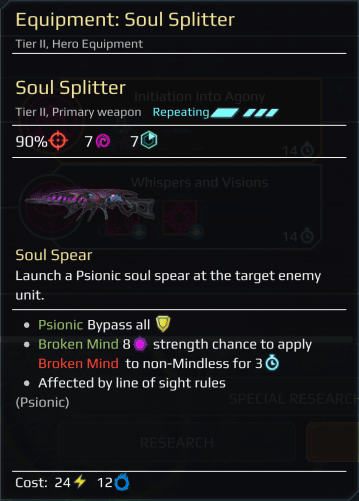 Equipment: Soul Splitter
Tier II, Hero Equipment
Initiation Into Agony
Soul Splitter
Tier II, Primary weapon Repeating
90% 7 7
14
Whispers and Visions
14
Soul Spear
Launch a Psionic soul spear at the target enemy
unit.
Psionic Bypass all
Broken Mind 8 strength chance to apply
Broken Mind to non-Mindless for 3
Affected by line of sight rules
(Psionic)
SPECIAL RESEARCH
RESEARCH
Cost: 24 12